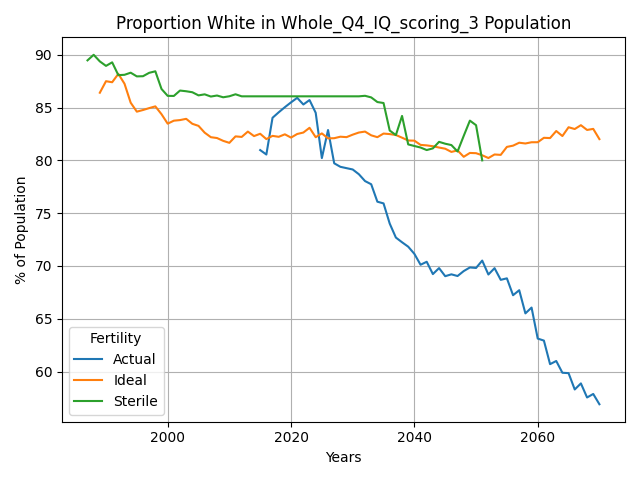 Proportion White in Whole_Q4_IQ_scoring_3 Population
% of Population
90
85
80
75
70
65
60
Fertility
Actual
Ideal
Sterile
2000
2020
2040
2060
Years